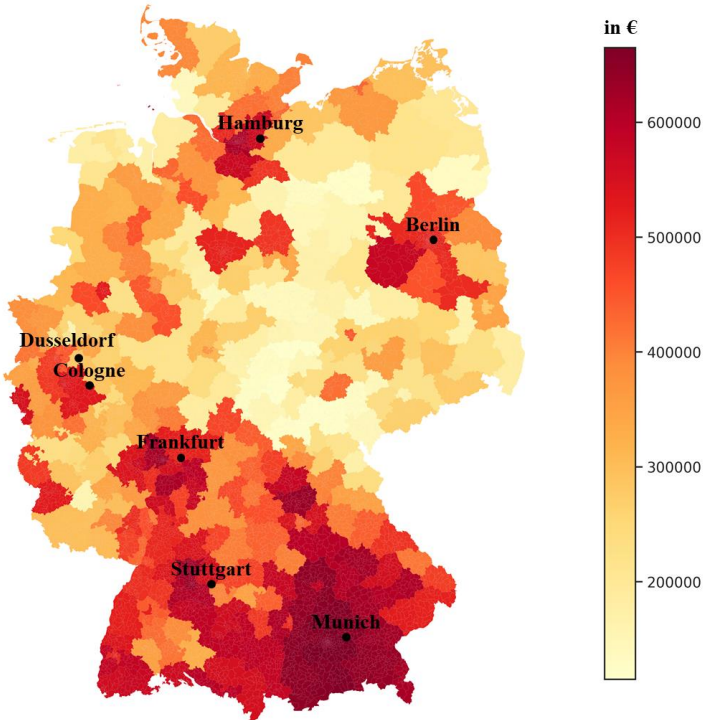 in €
600000
Hamburg
Berlin
500000
Dusseldorf
400000
Cologne
Frankfurt
300000
Stuttgart
200000
Munich